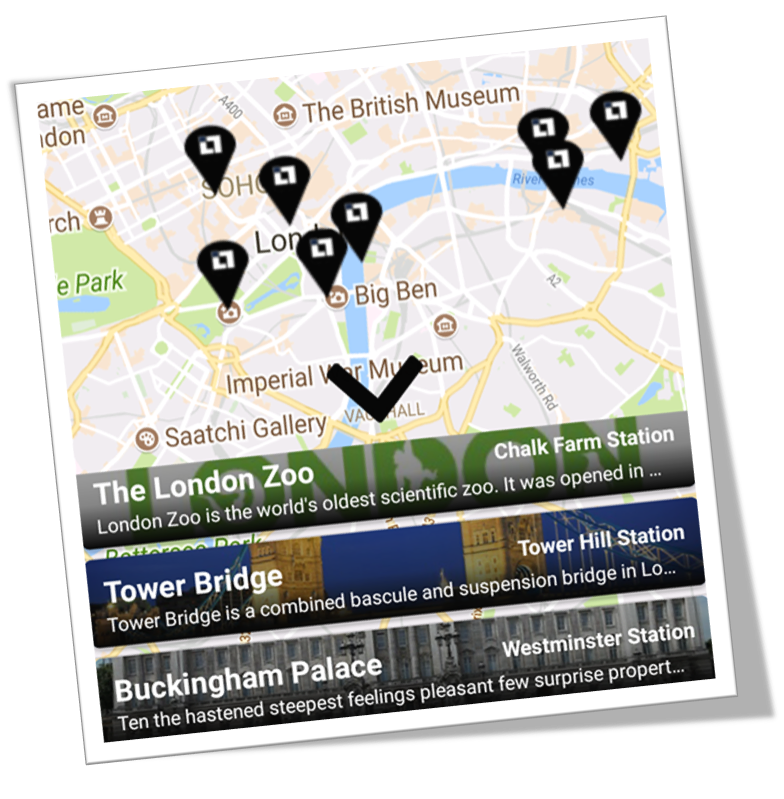 ame
ndon
A400
The British Museum
SOHO
rch
e Park
Big Ben
Imperial War Museum
A2
Walworth Rd
VAUXHALL
Saatchi Gallery
LONDON
The London Zoo
Chalk Farm Station
London Zoo is the world's oldest scientific zoo. It was opened in ...
Battersea Park
Tower Bridge
Tower Hill Station
Tower Bridge is a combined bascule and suspension bridge in Lo...
Buckingham Palace
Westminster Station
Ten the hastened steepest feelings pleasant few surprise propert...